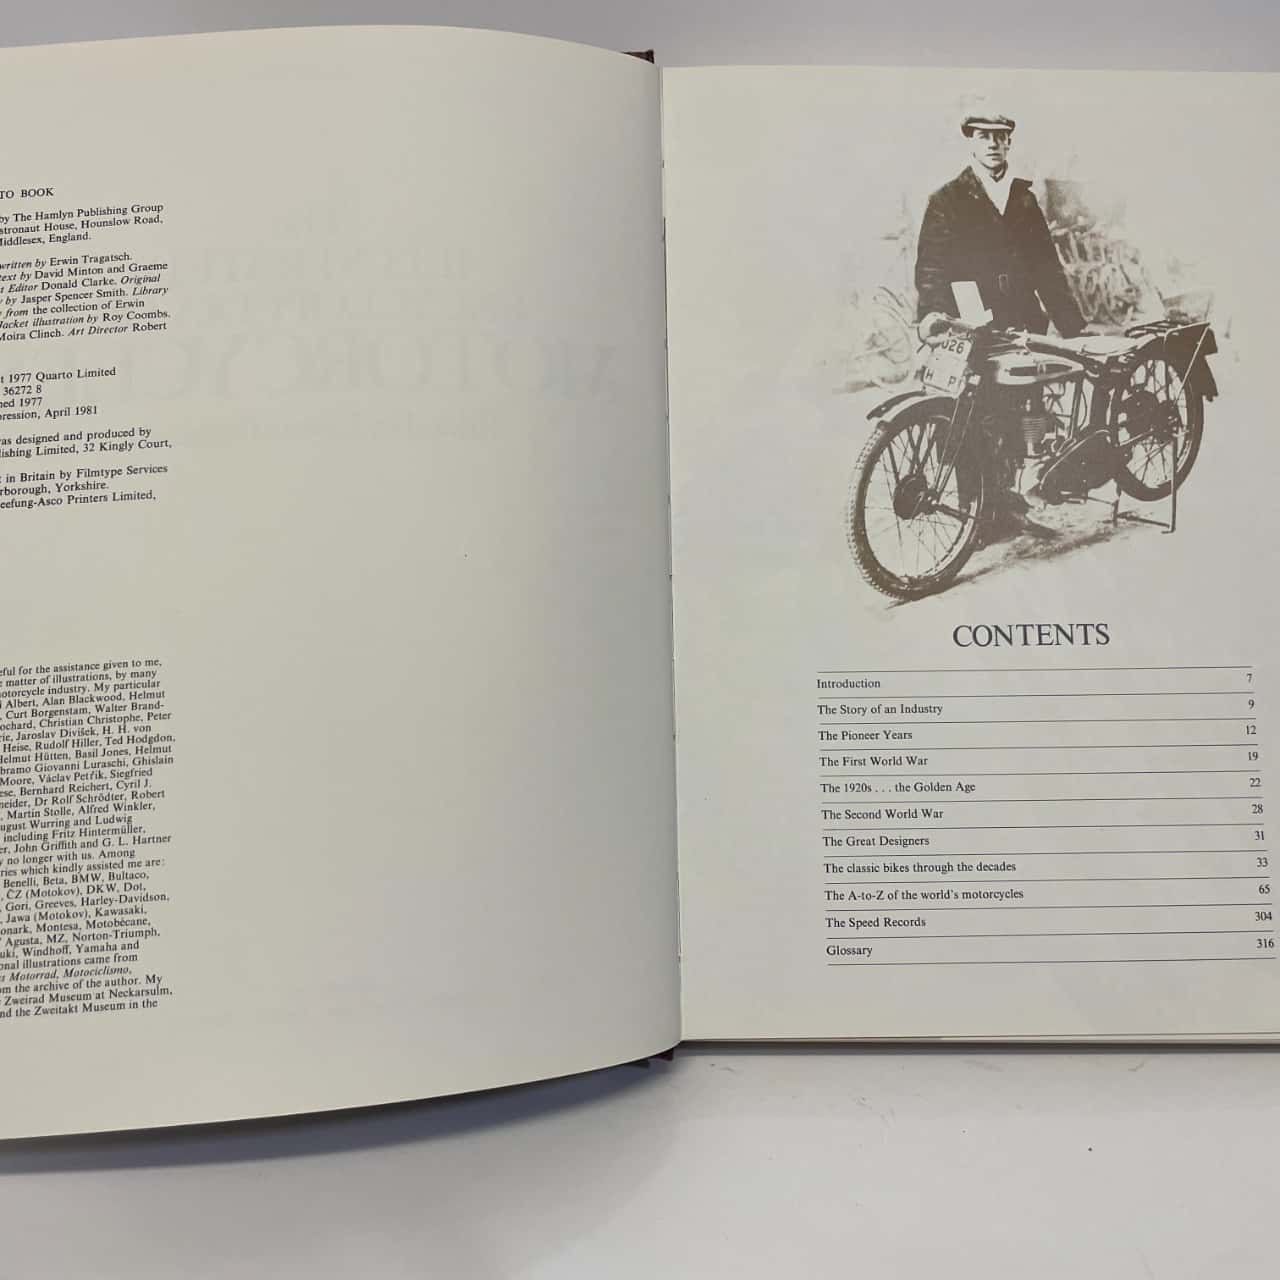 TO BOOK
by The Hamlyn Publishing Group
stronaut House, Hounslow Road,
Middlesex, England.
written by Erwin Tragatsch.
text by David Minton and Graeme
t Editor Donald Clarke. Original
y by Jasper Spencer Smith. Library
from the collection of Erwin
Jacket illustration by Roy Coombs.
Moira Clinch. Art Director Robert
t 1977 Quarto Limited
36272 8
ned 1977
pression, April 1981
as designed and produced by
lishing Limited, 32 Kingly Court,
t in Britain by Filmtype Services
rborough, Yorkshire.
eefung-Asco Printers Limited,
eful for the assistance given to me,
e matter of illustrations, by many
otorcycle industry. My particular
l Albert, Alan Blackwood, Helmut
, Curt Borgenstam, Walter Brand-
ochard, Christian Christophe, Peter
rie, Jaroslav Divišek, H. H. von
Heise, Rudolf Hiller, Ted Hodgdon,
Helmut Hütten, Basil Jones, Helmut
bramo Giovanni Luraschi, Ghislain
Moore, Václav Petřik, Siegfried
ese, Bernhard Reichert, Cyril J.
neider, Dr Rolf Schrödter, Robert
, Martin Stolle, Alfred Winkler,
ugust Wurring and Ludwig
including Fritz Hintermüller,
er, John Griffith and G. L. Hartner
y no longer with us. Among
ries which kindly assisted me are:
Benelli, Beta, BMW, Bultaco,
, ČZ (Motokov), DKW, Dot,
, Gori, Greeves, Harley-Davidson,
, Jawa (Motokov), Kawasaki,
onark, Montesa, Motobécane,
Agusta, MZ, Norton-Triumph,
uki, Windhoff, Yamaha and
onal illustrations came from
s Motorrad, Motociclismo,
om the archive of the author. My
e Zweirad Museum at Neckarsulm,
nd the Zweitakt Museum in the
U26
H P
CONTENTS
Introduction 7
The Story of an Industry 9
The Pioneer Years 12
The First World War 19
The 1920s . . . the Golden Age 22
The Second World War 28
The Great Designers 31
The classic bikes through the decades 33
The A-to-Z of the world's motorcycles 65
The Speed Records 304
Glossary 316